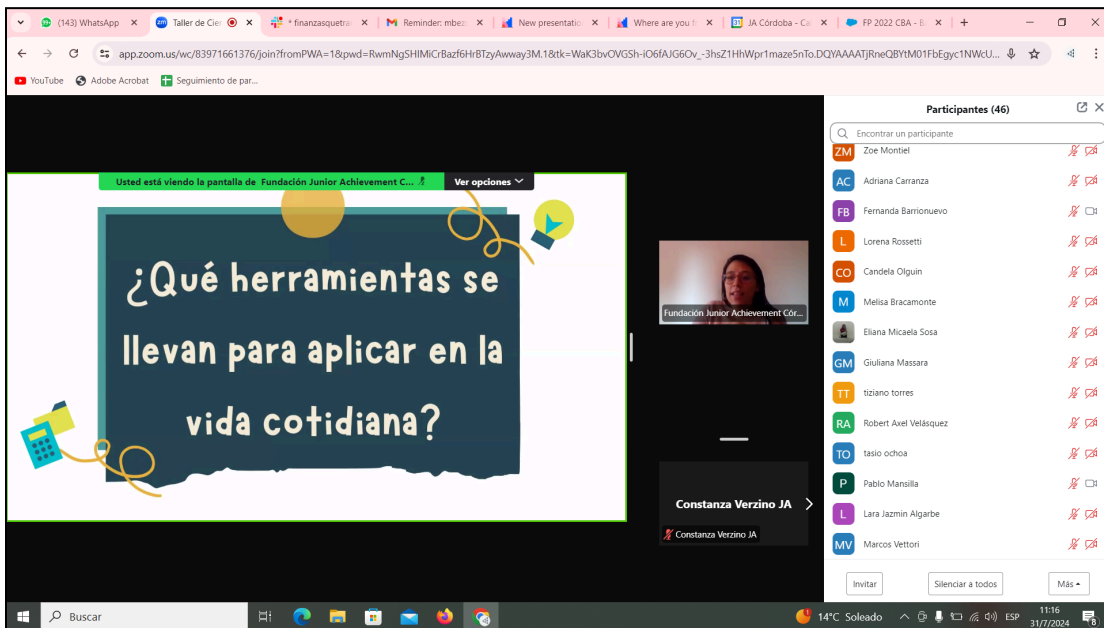 (143) WhatsApp
Taller de Cier
* finanzasquetra
Reminder: mbez
New presentatio
Where are you f
JA Córdoba - Ca
FP 2022 CBA - B
app.zoom.us/wc/83971661376/join?fromPWA=1&pwd=RwmNgSHIMiCrBazf6HrBTzyAwway3M.1&tk=WaK3bvOVGSh-iO6fAJG6Ov_-3hsZ1HhWpr1maze5nTo.DQYAAAATjRneQBYtM01FbEgyc1NWcU...
YouTube
Adobe Acrobat
Seguimiento de par...
Usted está viendo la pantalla de Fundación Junior Achievement C...
Ver opciones
¿Qué herramientas se
llevan para aplicar en la
vida cotidiana?
Fundación Junior Achievement Cór...
Constanza Verzino JA
Constanza Verzino JA
Participantes (46)
Encontrar un participante
ZM Zoe Montiel
AC Adriana Carranza
FB Fernanda Barrionuevo
L Lorena Rossetti
CO Candela Olguin
M Melisa Bracamonte
Eliana Micaela Sosa
GM Giuliana Massara
TT tiziano torres
RA Robert Axel Velásquez
TO tasio ochoa
P Pablo Mansilla
L Lara Jazmin Algarbe
MV Marcos Vettori
Invitar
Silenciar a todos
Más
Buscar
14°C Soleado
ESP
11:16
31/7/2024
8